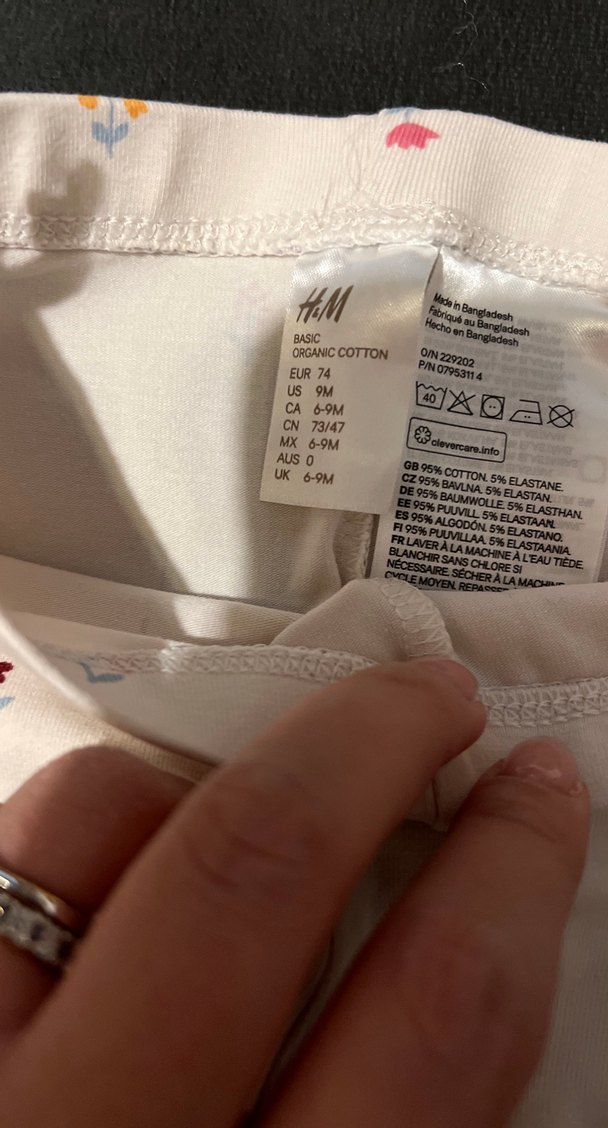 H&M
BASIC
ORGANIC COTTON
EUR 74
US 9M
CA 6-9M
CN 73/47
MX 6-9M
AUS 0
UK 6-9M
Made in Bangladesh
Fabriqué au Bangladesh
Hecho en Bangladesh
O/N 229202
P/N 0795311 4
40
clevercare.info
GB 95% COTTON. 5% ELASTANE.
CZ 95% BAVLNA. 5% ELASTAN.
DE 95% BAUMWOLLE. 5% ELASTHAN.
EE 95% PUUVILL. 5% ELASTAAN.
ES 95% ALGODÓN. 5% ELASTANO.
FI 95% PUUVILLAA. 5% ELASTAANIA.
FR LAVER À LA MACHINE À L'EAU TIÈDE.
BLANCHIR SANS CHLORE SI
NÉCESSAIRE. SÉCHER À LA MACHINE
CYCLE MOYEN. REPASSE